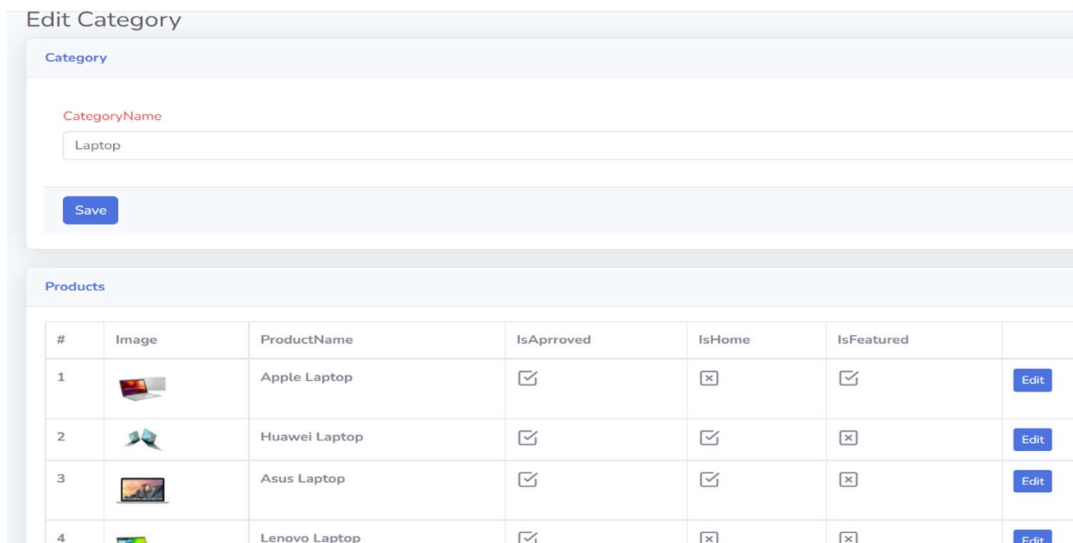 Edit Category
Category
CategoryName
Laptop
Save
Products
# Image ProductName IsAprroved IsHome IsFeatured
1 Apple Laptop Edit
2 Huawei Laptop Edit
3 Asus Laptop Edit
4 Lenovo Laptop Edit